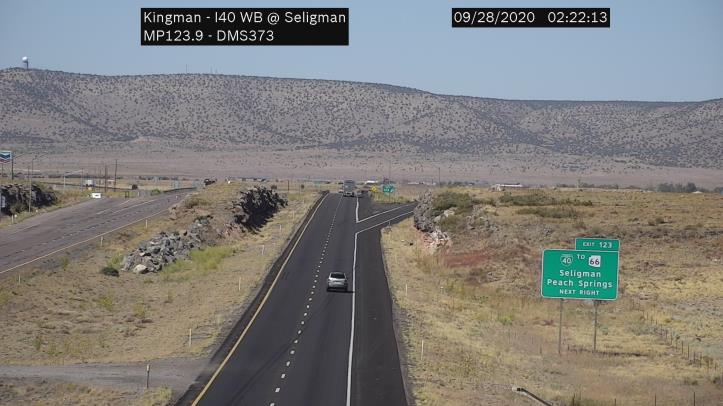 Kingman - I40 WB @ Seligman
MP123.9 - DMS373
09/28/2020 02:22:13
EXIT 123
40 TO 66
Seligman
Peach Springs
NEXT RIGHT